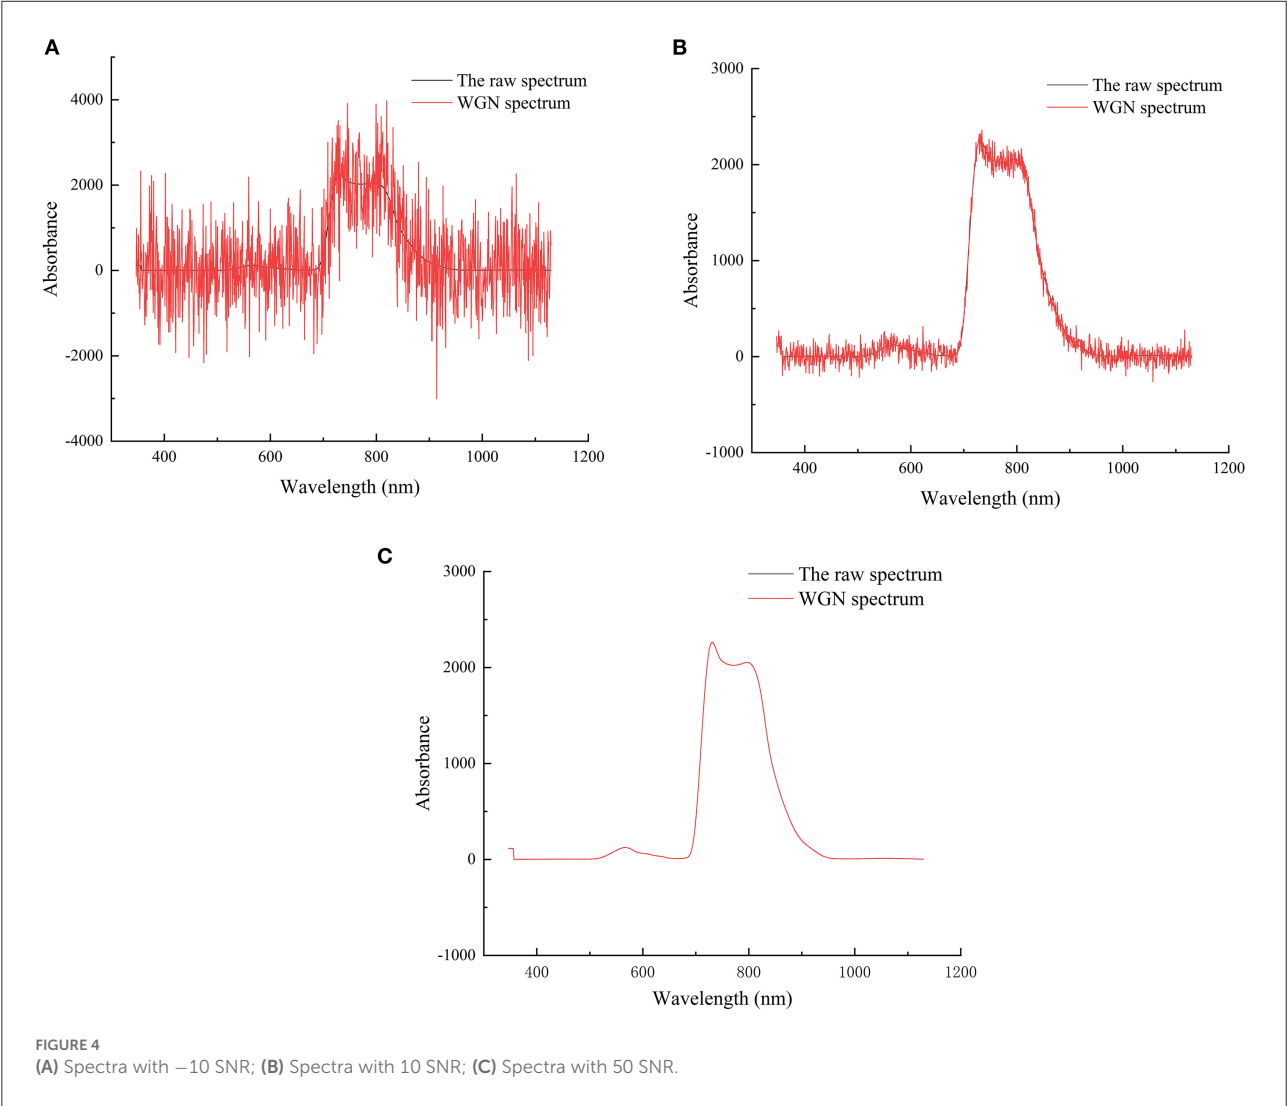 A
The raw spectrum
WGN spectrum
4000
2000
0
-2000
-4000
Absorbance
400 600 800 1000 1200
Wavelength (nm)
B
The raw spectrum
WGN spectrum
3000
2000
1000
0
-1000
Absorbance
400 600 800 1000 1200
Wavelength (nm)
C
The raw spectrum
WGN spectrum
3000
2000
1000
0
-1000
Absorbance
400 600 800 1000 1200
Wavelength (nm)
FIGURE 4
(A) Spectra with −10 SNR; (B) Spectra with 10 SNR; (C) Spectra with 50 SNR.